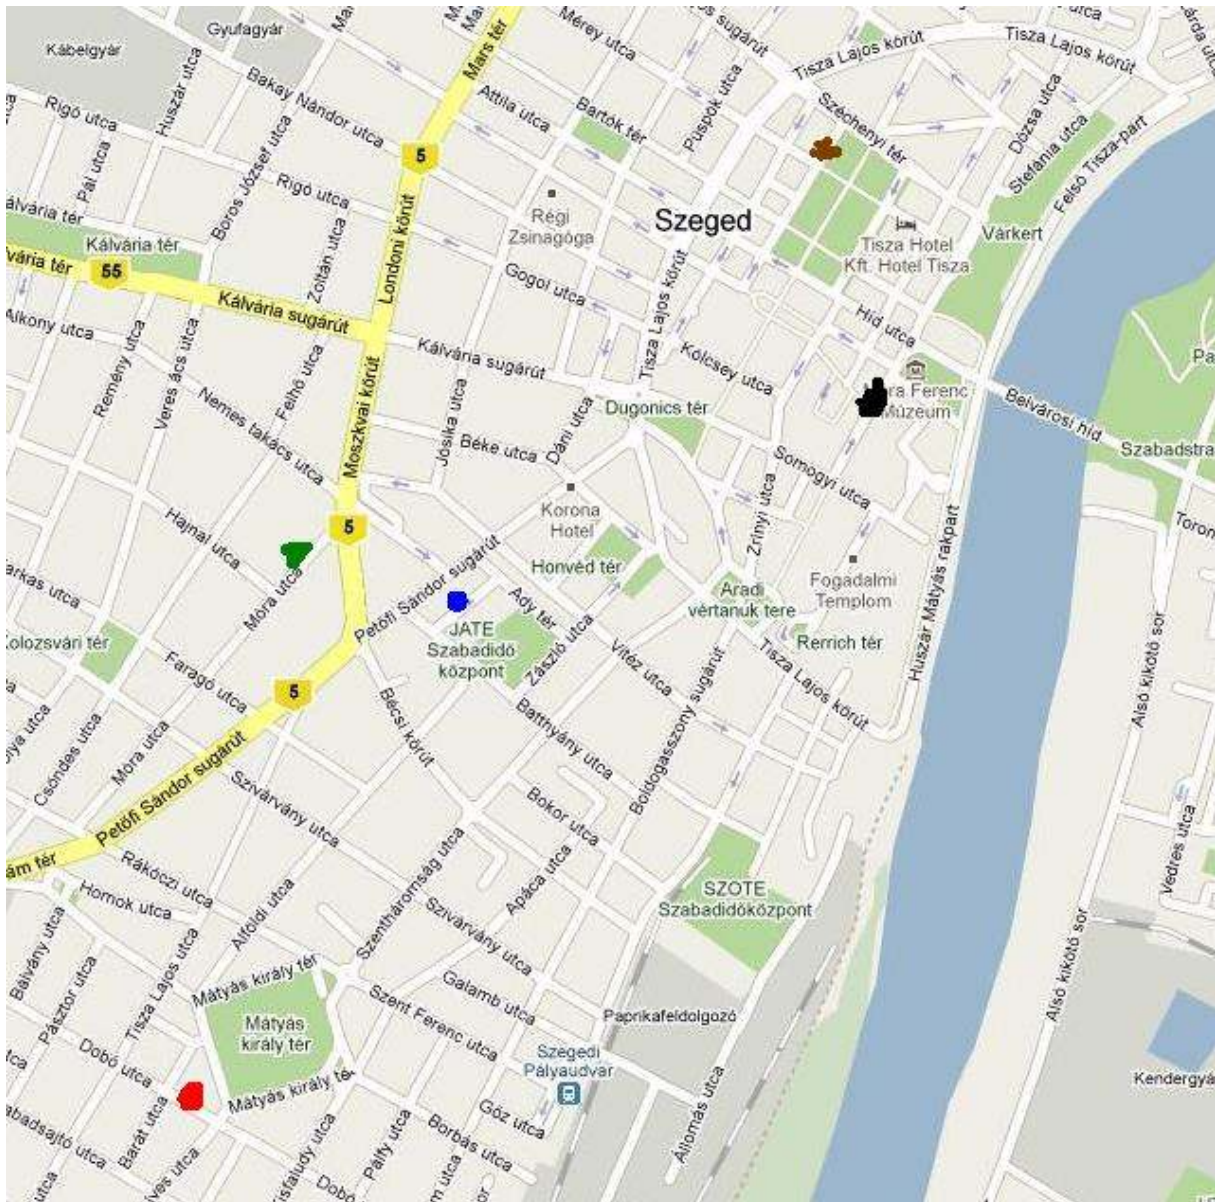 Kábelgyár
Gyufagyár
Huszár utca
Bakay Nándor utca
Mars tér
Attila utca
Mérey utca
Bartók tér
Püspök utca
Tisza Lajos körút
Tisza Lajos körút
Széchenyi tér
Dózsa utca
Stefánia utca
Felső Tisza-part
Rigó utca
Pál utca
Boros József utca
Rigó utca
5
Londoni körút
Régi
Zsinagóga
Szeged
Tisza Hotel
Kft. Hotel Tisza
Várkert
Kálvária tér
55
Zoltán utca
Kálvária sugárút
Gogol utca
Tisza Lajos körút
Híd utca
Alkony utca
Remény utca
Veres ács utca
Felhő utca
Nemes takács utca
Moszkvai körút
Kálvária sugárút
Jósika utca
Béke utca
Dáni utca
Dugonics tér
Kölcsey utca
Múzeum
Belvárosi híd
Somogyi utca
Zrínyi utca
Korona
Hotel
Honvéd tér
Hajnal utca
5
Móra utca
Petőfi Sándor sugárút
JATE
Szabadidő
központ
Ady tér
Zászló utca
Vitéz utca
Aradi
vértanuk tere
Fogadalmi
Templom
Rerrich tér
Tisza Lajos körút
Huszár Mátyás rakpart
Alsó kikötő sor
Kolozsvári tér
Faragó utca
5
Bécsi körút
Batthyány utca
Boldogasszony sugárút
Csöndes utca
Móra utca
Petőfi Sándor sugárút
Szivárvány utca
Bokor utca
Vedres utca
Rákóczi utca
Homok utca
Alföldi utca
Szentháromság utca
Apáca utca
Szivárvány utca
SZOTE
Szabadidőközpont
Alsó kikötő sor
Bálvány utca
Pásztor utca
Tisza Lajos utca
Mátyás király tér
Mátyás
király tér
Mátyás király tér
Galamb utca
Szent Ferenc utca
Paprikafeldolgozó
Szegedi
Pályaudvar
Dobó utca
Barát utca
Pálfy utca
Borbás utca
Góz utca
Állomás utca